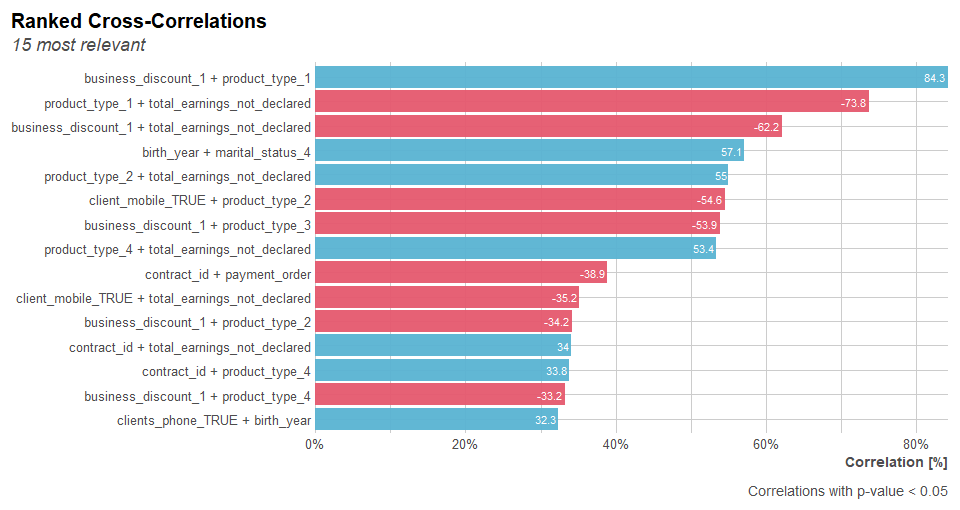 Ranked Cross-Correlations
15 most relevant
business_discount_1 + product_type_1 84.3
product_type_1 + total_earnings_not_declared -73.8
business_discount_1 + total_earnings_not_declared -62.2
birth_year + marital_status_4 57.1
product_type_2 + total_earnings_not_declared 55
client_mobile_TRUE + product_type_2 -54.6
business_discount_1 + product_type_3 -53.9
product_type_4 + total_earnings_not_declared 53.4
contract_id + payment_order -38.9
client_mobile_TRUE + total_earnings_not_declared -35.2
business_discount_1 + product_type_2 -34.2
contract_id + total_earnings_not_declared 34
contract_id + product_type_4 33.8
business_discount_1 + product_type_4 -33.2
clients_phone_TRUE + birth_year 32.3
0% 20% 40% 60% 80%
Correlation [%]
Correlations with p-value < 0.05